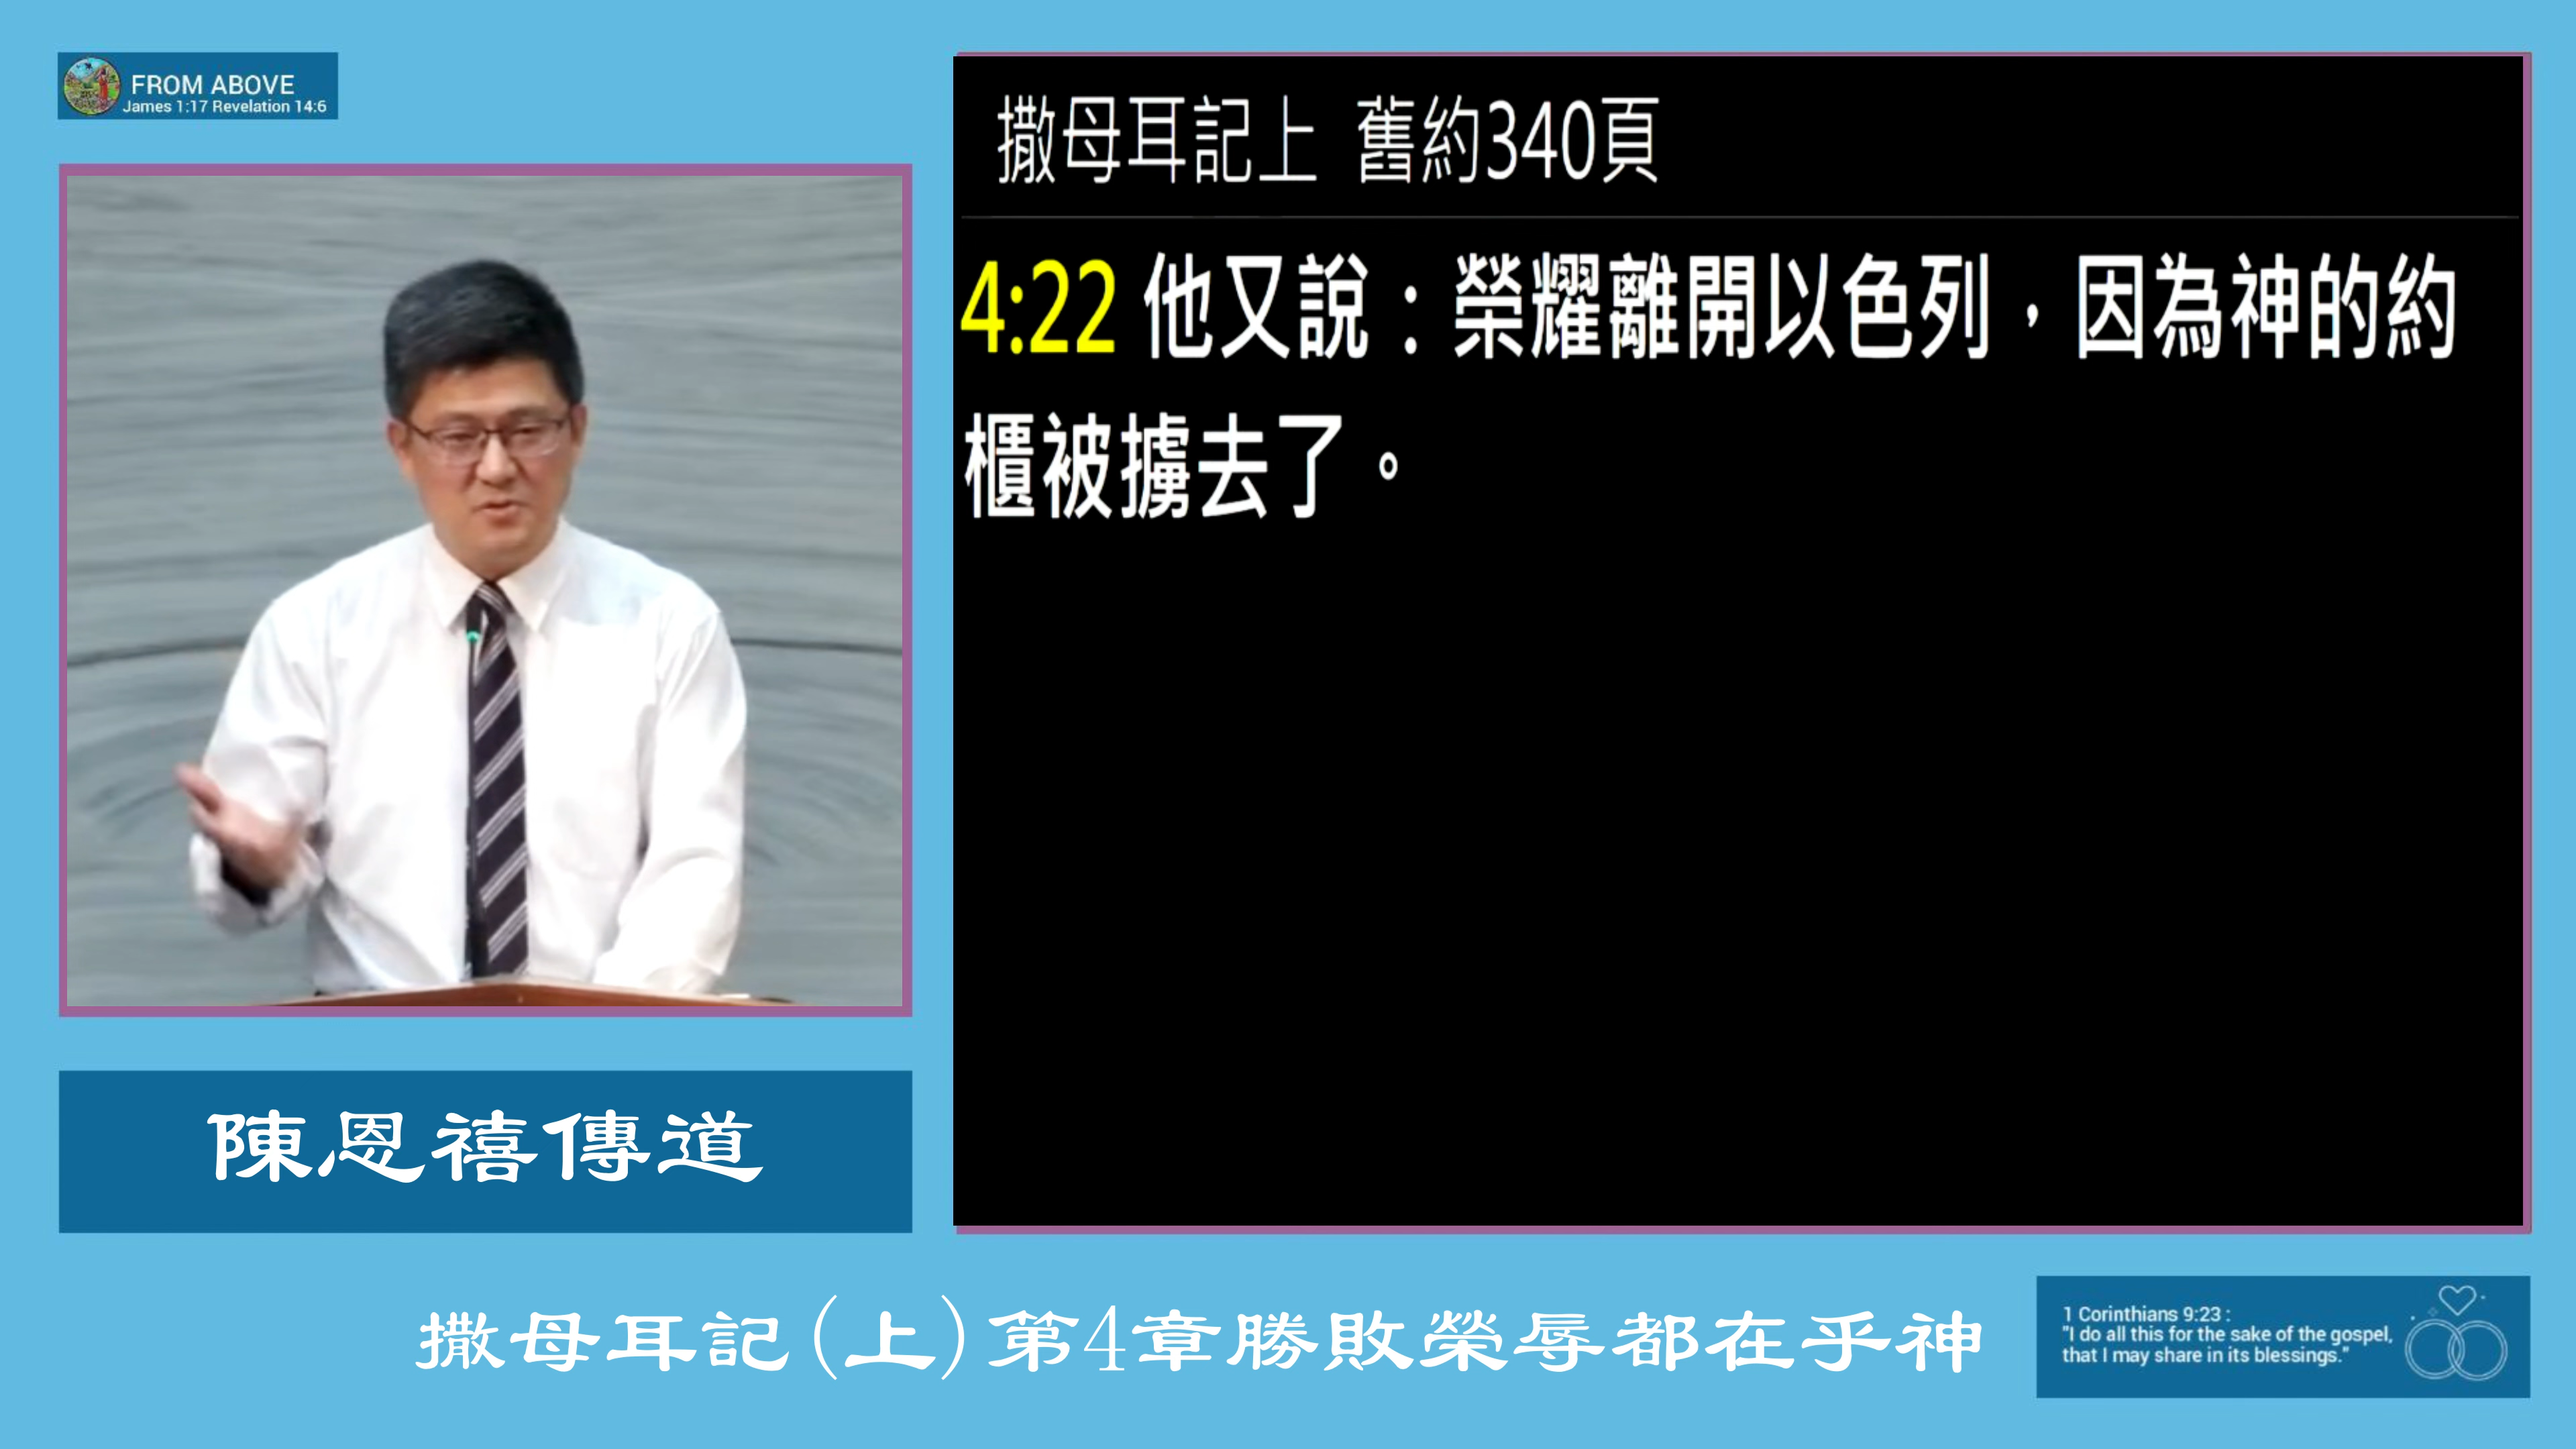 FROM ABOVE
James 1:17 Revelation 14:6
撒母耳記上 舊約340頁
4:22 他又說：榮耀離開以色列，因為神的約
櫃被擄去了。
陳恩禧傳道
撒母耳記(上)第4章勝敗榮辱都在乎神
1 Corinthians 9:23 :
"I do all this for the sake of the gospel,
that I may share in its blessings."